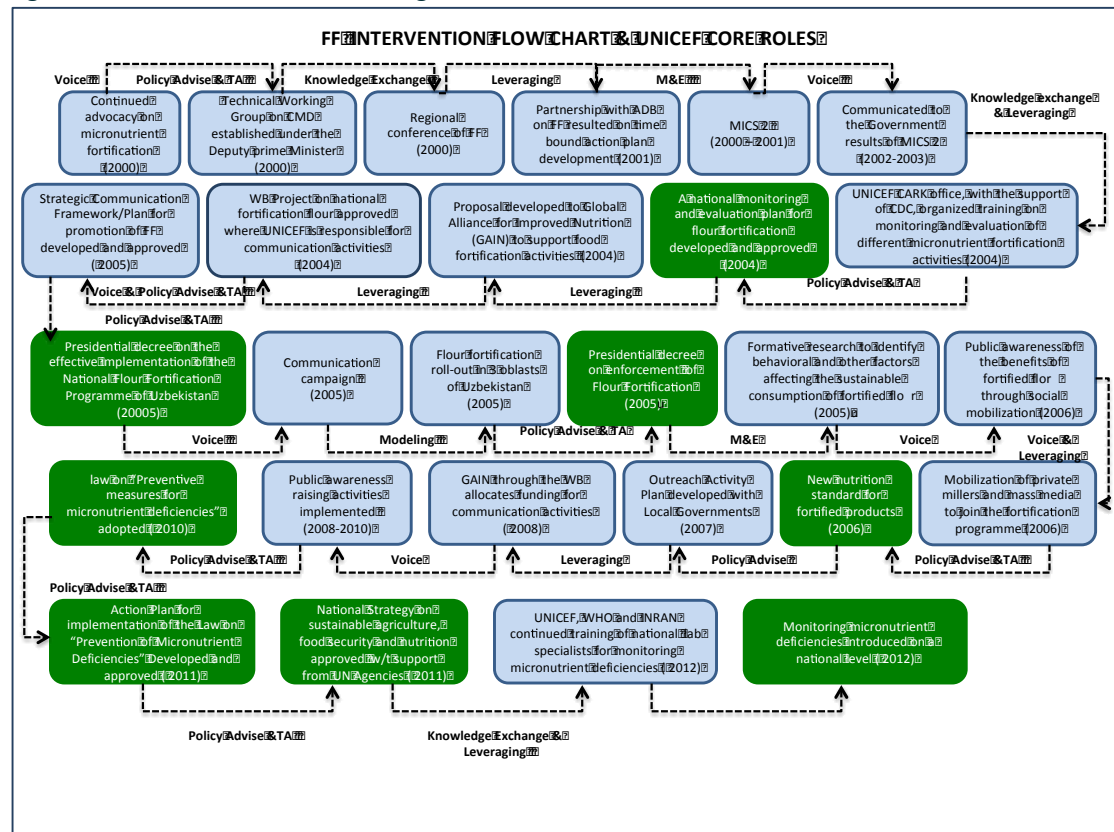 FF INTERVENTION FLOW CHART & UNICEF CORE ROLES
Voice
Policy Advise & TA
Knowledge Exchange
Leveraging
M&E
Voice
Continued
advocacy on
micronutrient
fortification
(2000)
Technical Working
Group on CMD
established under the
Deputy prime Minister
(2000)
Regional
conference of FF
(2000)
Partnership with ADB
on FF resulted on time
bound action plan
development (2001)
MICS 2
(2000 – 2001)
Communicated to
the Government
results of MICS 2
(2002-2003)
Knowledge exchange
& Leveraging
Strategic Communication
Framework/Plan for
promotion of FF
developed and approved
(2005)
WB Project on national
fortification flour approved
where UNICEF is responsible for
communication activities
(2004)
Proposal developed to Global
Alliance for Improved Nutrition
(GAIN) to support food
fortification activities (2004)
A national monitoring
and evaluation plan for
flour fortification
developed and approved
(2004)
UNICEF CARK office, with the support
of CDC, organized training on
monitoring and evaluation of
different micronutrient fortification
activities (2004)
Voice & Policy Advise & TA
Leveraging
Leveraging
Policy Advise & TA
Policy Advise & TA
Presidential decree on the
effective implementation of the
National Flour Fortification
Programme of Uzbekistan
(20005)
Communication
campaign
(2005)
Flour fortification
roll-out in 3 oblasts
of Uzbekistan
(2005)
Presidential decree
on enforcement of
Flour Fortification
(2005)
Formative research to identify
behavioral and other factors
affecting the sustainable
consumption of fortified flo r
(2005)
Public awareness of
the benefits of
fortified flor
through social
mobilization (2006)
Voice
Modeling
Policy Advise & TA
M&E
Voice
Voice &
Leveraging
law on "Preventive
measures for
micronutrient deficiencies"
adopted (2010)
Public awareness
raising activities
implemented
(2008-2010)
GAIN through the WB
allocates funding for
communication activities
(2008)
Outreach Activity
Plan developed with
Local Governments
(2007)
New nutrition
standard for
fortified products
(2006)
Mobilization of private
millers and mass media
to join the fortification
programme (2006)
Policy Advise & TA
Voice
Leveraging
Policy Advise
Policy Advise & TA
Policy Advise & TA
Action Plan for
implementation of the Law on
"Prevention of Micronutrient
Deficiencies" Developed and
approved (2011)
National Strategy on
sustainable agriculture,
food security and nutrition
approved w/t support
from UN Agencies (2011)
UNICEF, WHO and INRAN
continued training of national lab
specialists for monitoring
micronutrient deficiencies (2012)
Monitoring micronutrient
deficiencies introduced on a
national level (2012)
Policy Advise & TA
Knowledge Exchange &
Leveraging